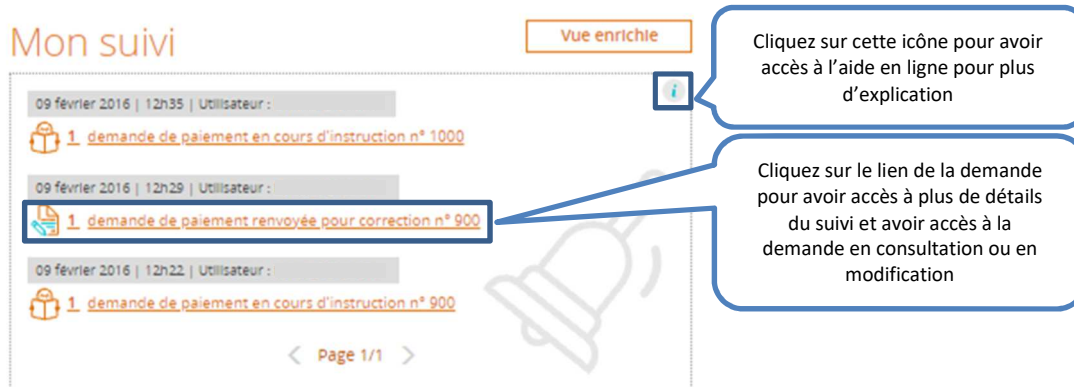 Mon suivi
Vue enrichie
Cliquez sur cette icône pour avoir
accès à l'aide en ligne pour plus
d'explication
i
09 février 2016 | 12h35 | Utilisateur :
1 demande de paiement en cours d'instruction n° 1000
09 février 2016 | 12h29 | Utilisateur :
1 demande de paiement renvoyée pour correction n° 900
Cliquez sur le lien de la demande
pour avoir accès à plus de détails
du suivi et avoir accès à la
demande en consultation ou en
modification
09 février 2016 | 12h22 | Utilisateur :
1 demande de paiement en cours d'instruction n° 900
< Page 1/1 >